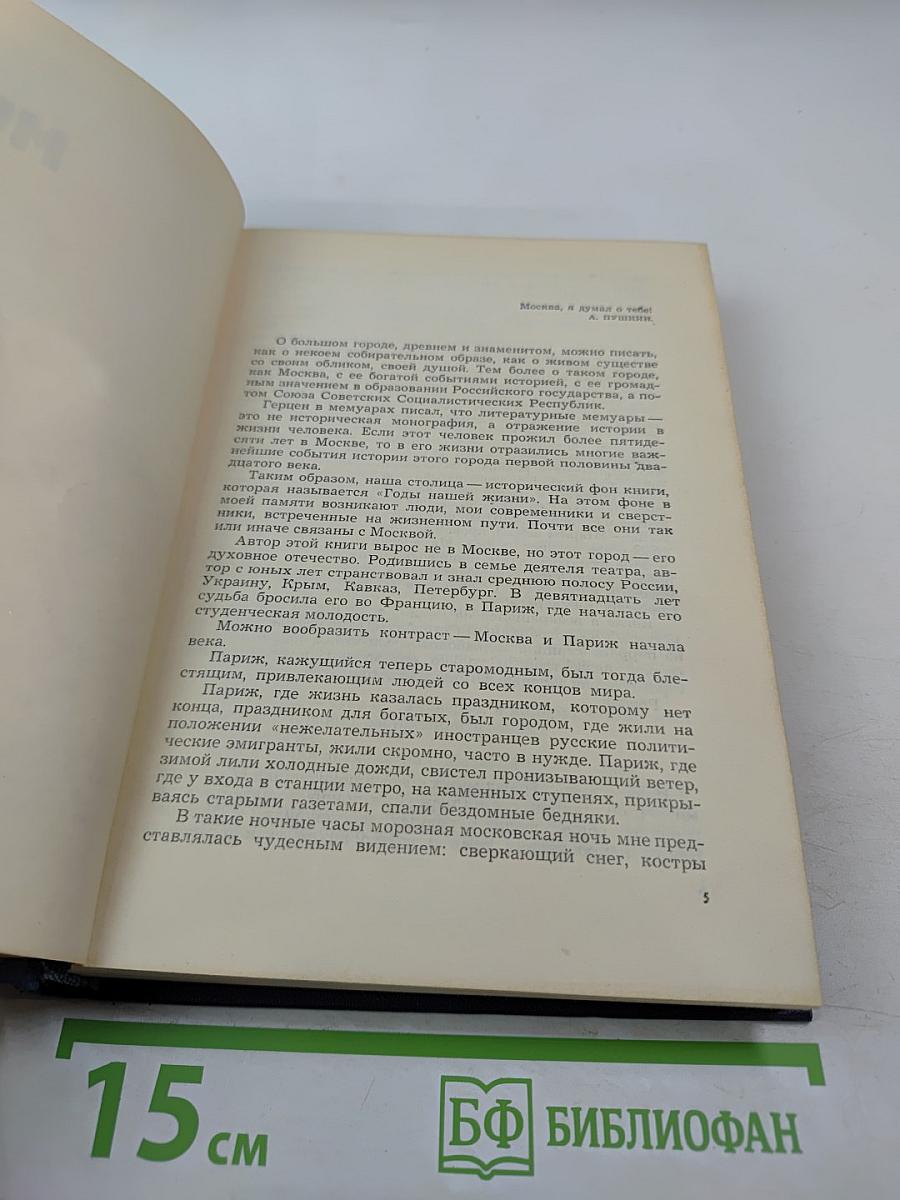 Москва, я думал о тебе!
А. ПУШКИН.
О большом городе, древнем и знаменитом, можно писать,
как о некоем собирательном образе, как о живом существе
со своим обликом, своей душой. Тем более о таком городе,
как Москва, с ее богатой событиями историей, с ее громад-
ным значением в образовании Российского государства, а по-
том Союза Советских Социалистических Республик.
Герцен в мемуарах писал, что литературные мемуары —
это не историческая монография, а отражение истории в
жизни человека. Если этот человек прожил более пятиде-
сяти лет в Москве, то в его жизни отразились многие важ-
нейшие события истории этого города первой половины два-
дцатого века.
Таким образом, наша столица — исторический фон книги,
которая называется «Годы нашей жизни». На этом фоне в
моей памяти возникают люди, мои современники и сверст-
ники, встреченные на жизненном пути. Почти все они так
или иначе связаны с Москвой.
Автор этой книги вырос не в Москве, но этот город — его
духовное отечество. Родившись в семье деятеля театра, ав-
тор с юных лет странствовал и знал среднюю полосу России,
Украину, Крым, Кавказ, Петербург. В девятнадцать лет
судьба бросила его во Францию, в Париж, где началась его
студенческая молодость.
Можно вообразить контраст — Москва и Париж начала
века.
Париж, кажущийся теперь старомодным, был тогда бле-
стящим, привлекающим людей со всех концов мира.
Париж, где жизнь казалась праздником, которому нет
конца, праздником для богатых, был городом, где жили на
положении «нежелательных» иностранцев русские полити-
ческие эмигранты, жили скромно, часто в нужде. Париж, где
зимой лили холодные дожди, свистел пронизывающий ветер,
где у входа в станции метро, на каменных ступенях, прикры-
ваясь старыми газетами, спали бездомные бедняки.
В такие ночные часы морозная московская ночь мне пред-
ставлялась чудесным видением: сверкающий снег, костры
5
15 см
БФ БИБЛИОФАН